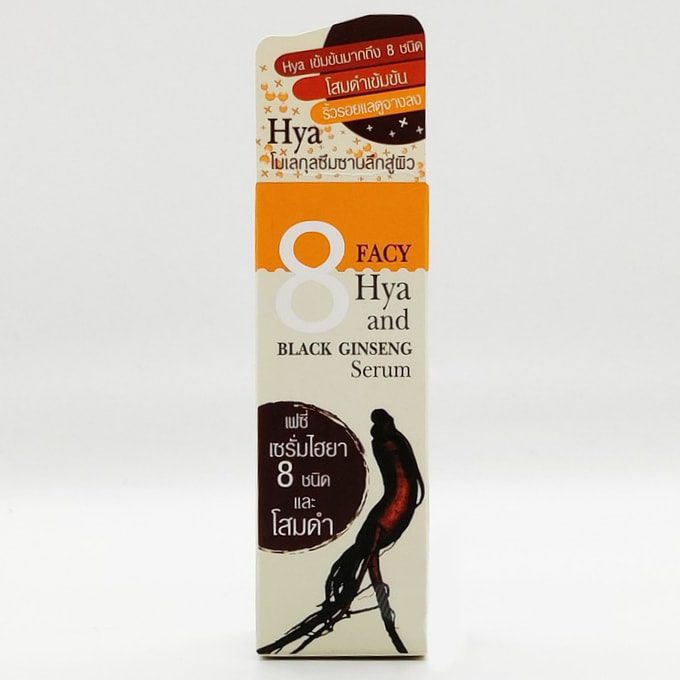 Hya เข้มข้นมากถึง 8 ชนิด
โสมดำเข้มข้น
ริ้วรอยแลดูจางลง
Hya
โมเลกุลซึมซาบลึกสู่ผิว
8 FACY
Hya
and
BLACK GINSENG
Serum
เฟซี่
เซรั่มไฮยา
8 ชนิด
และ
โสมดำ